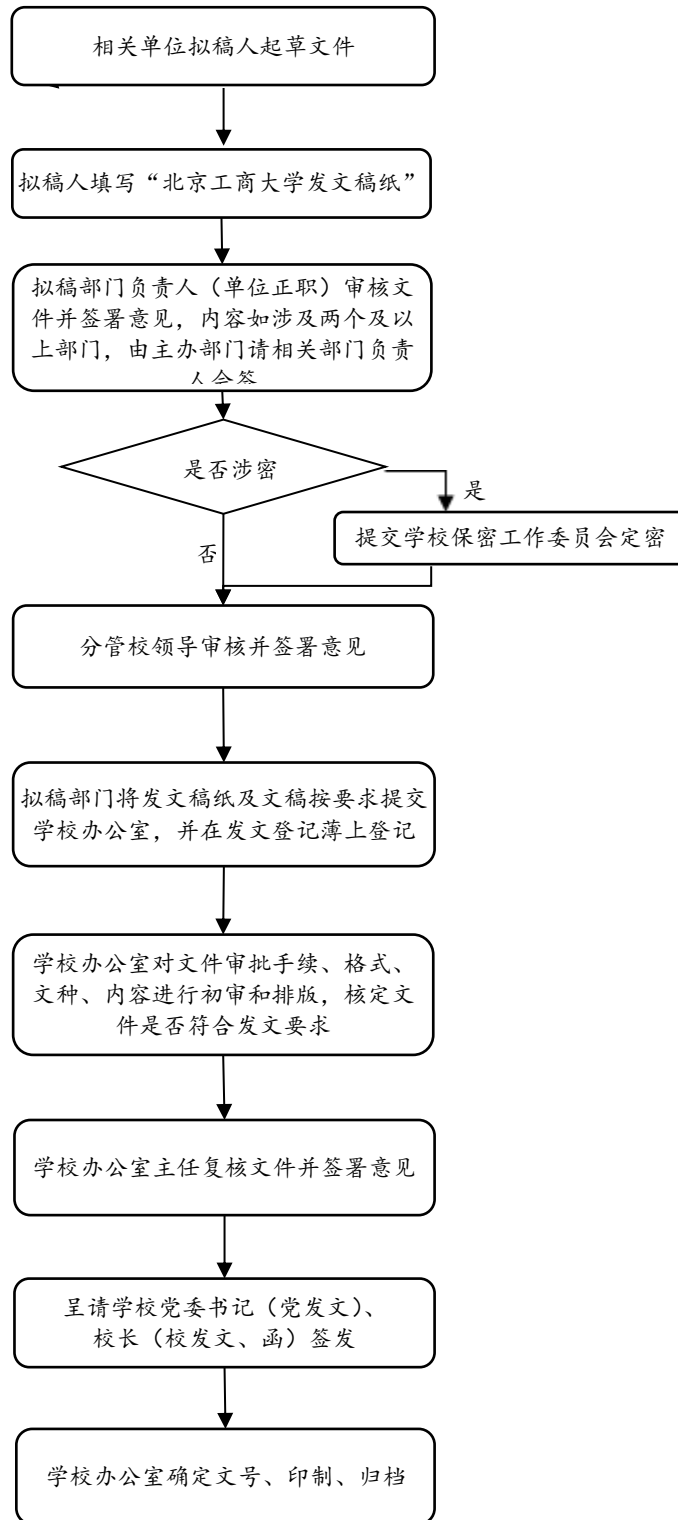 相关单位拟稿人起草文件
拟稿人填写“北京工商大学发文稿纸”
拟稿部门负责人（单位正职）审核文
件并签署意见，内容如涉及两个及以
上部门，由主办部门请相关部门负责
人会签
是否涉密
是
提交学校保密工作委员会定密
否
分管校领导审核并签署意见
拟稿部门将发文稿纸及文稿按要求提交
学校办公室，并在发文登记薄上登记
学校办公室对文件审批手续、格式、
文种、内容进行初审和排版，核定文
件是否符合发文要求
学校办公室主任复核文件并签署意见
呈请学校党委书记（党发文）、
校长（校发文、函）签发
学校办公室确定文号、印制、归档